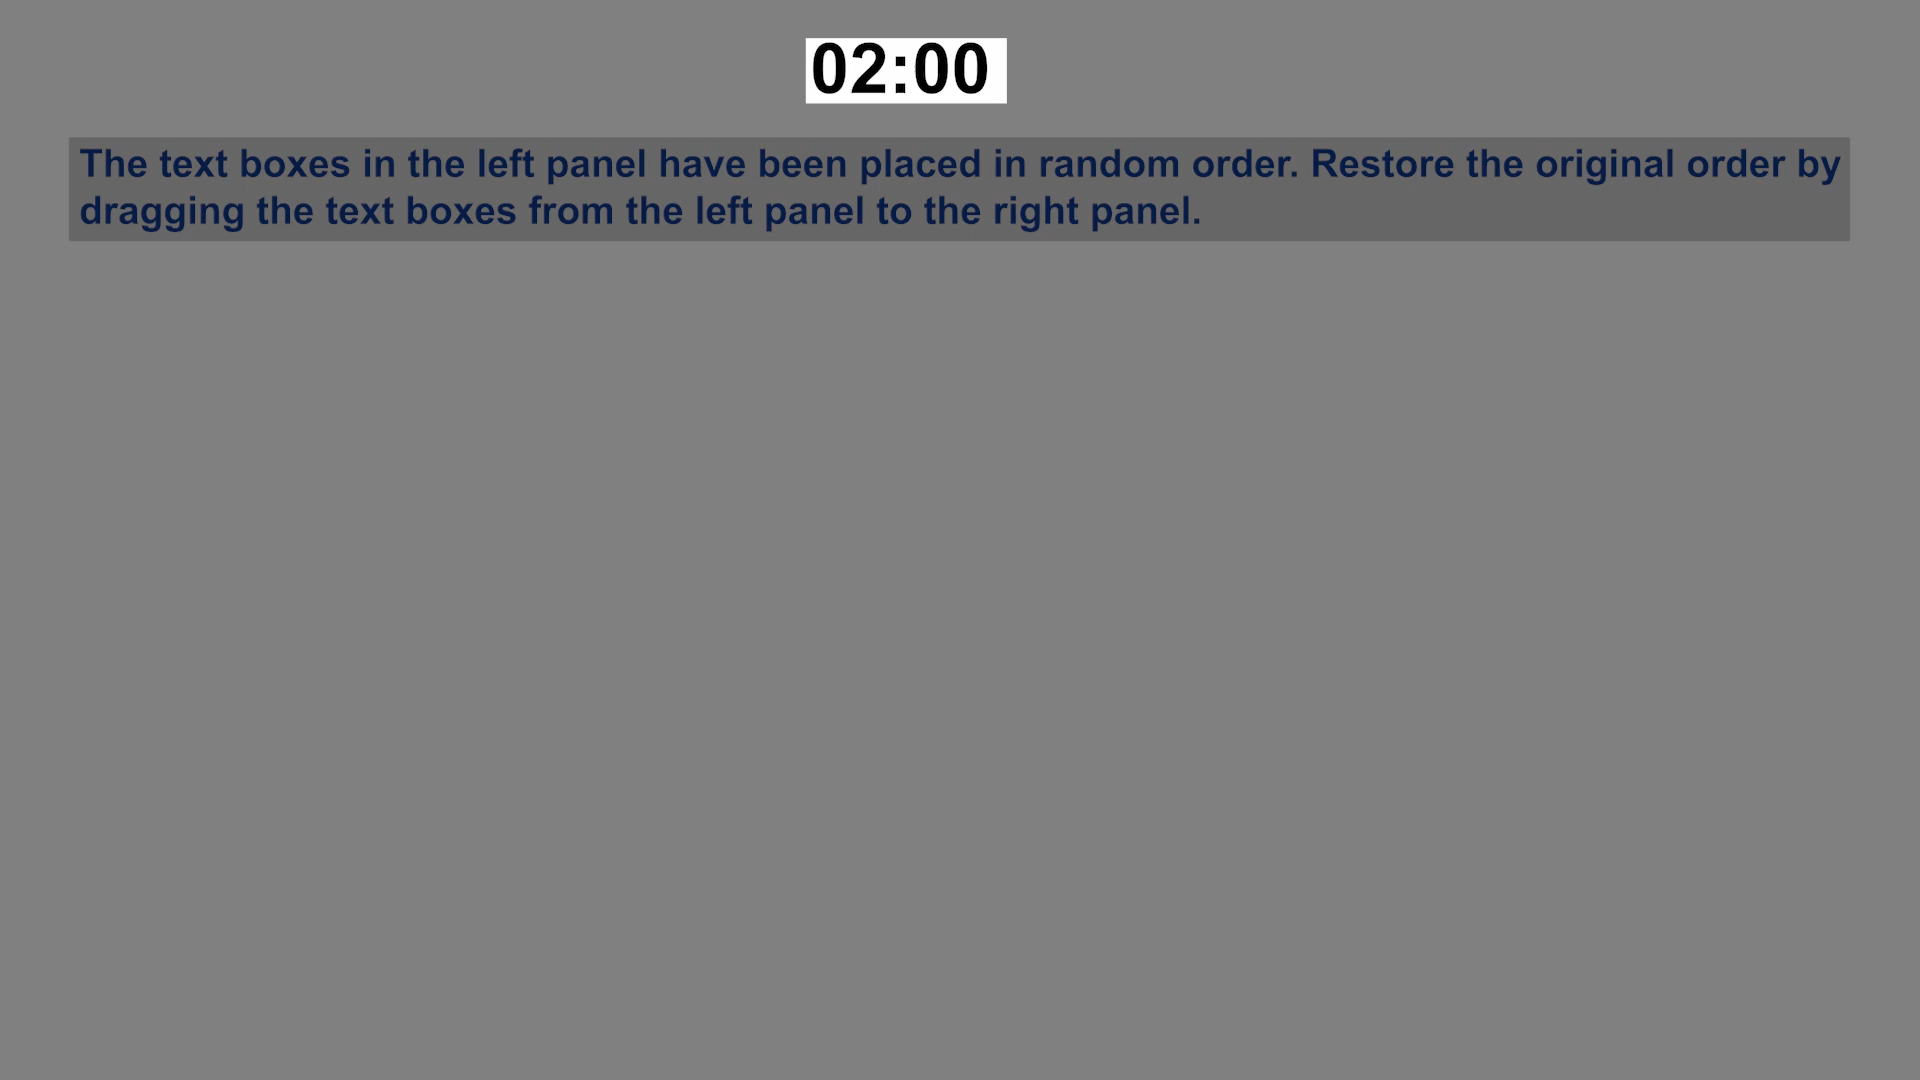 02:00
The text boxes in the left panel have been placed in random order. Restore the original order by
dragging the text boxes from the left panel to the right panel.